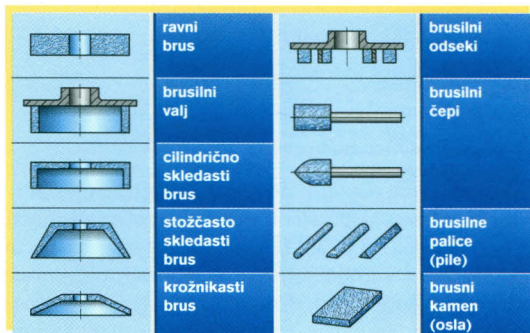 ravni
brus
brusilni
valj
cilindrično
skledasti
brus
stožčasto
skledasti
brus
krožnikasti
brus
brusilni
odseki
brusilni
čepi
brusilne
palice
(pile)
brusni
kamen
(osla)